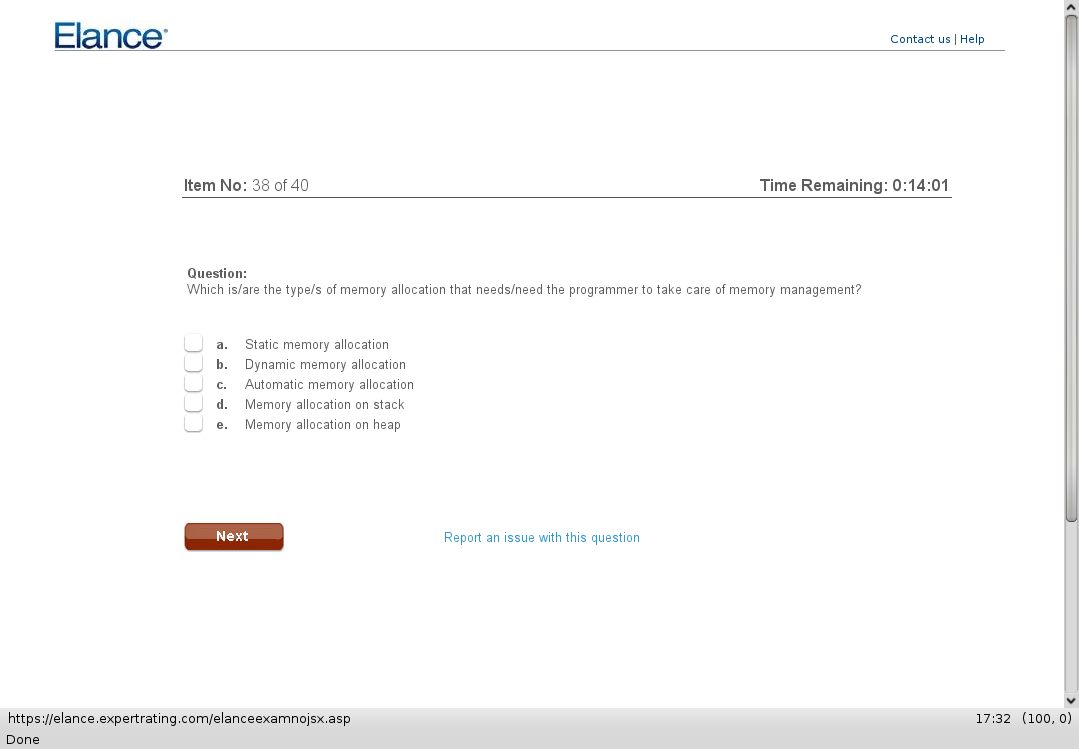 Elance
Contact us | Help
Item No: 38 of 40 Time Remaining: 0:14:01
Question:
Which is/are the type/s of memory allocation that needs/need the programmer to take care of memory management?
a. Static memory allocation
b. Dynamic memory allocation
c. Automatic memory allocation
d. Memory allocation on stack
e. Memory allocation on heap
Next Report an issue with this question
https://elance.expertrating.com/elanceexamnojsx.asp 17:32 (100, 0)
Done